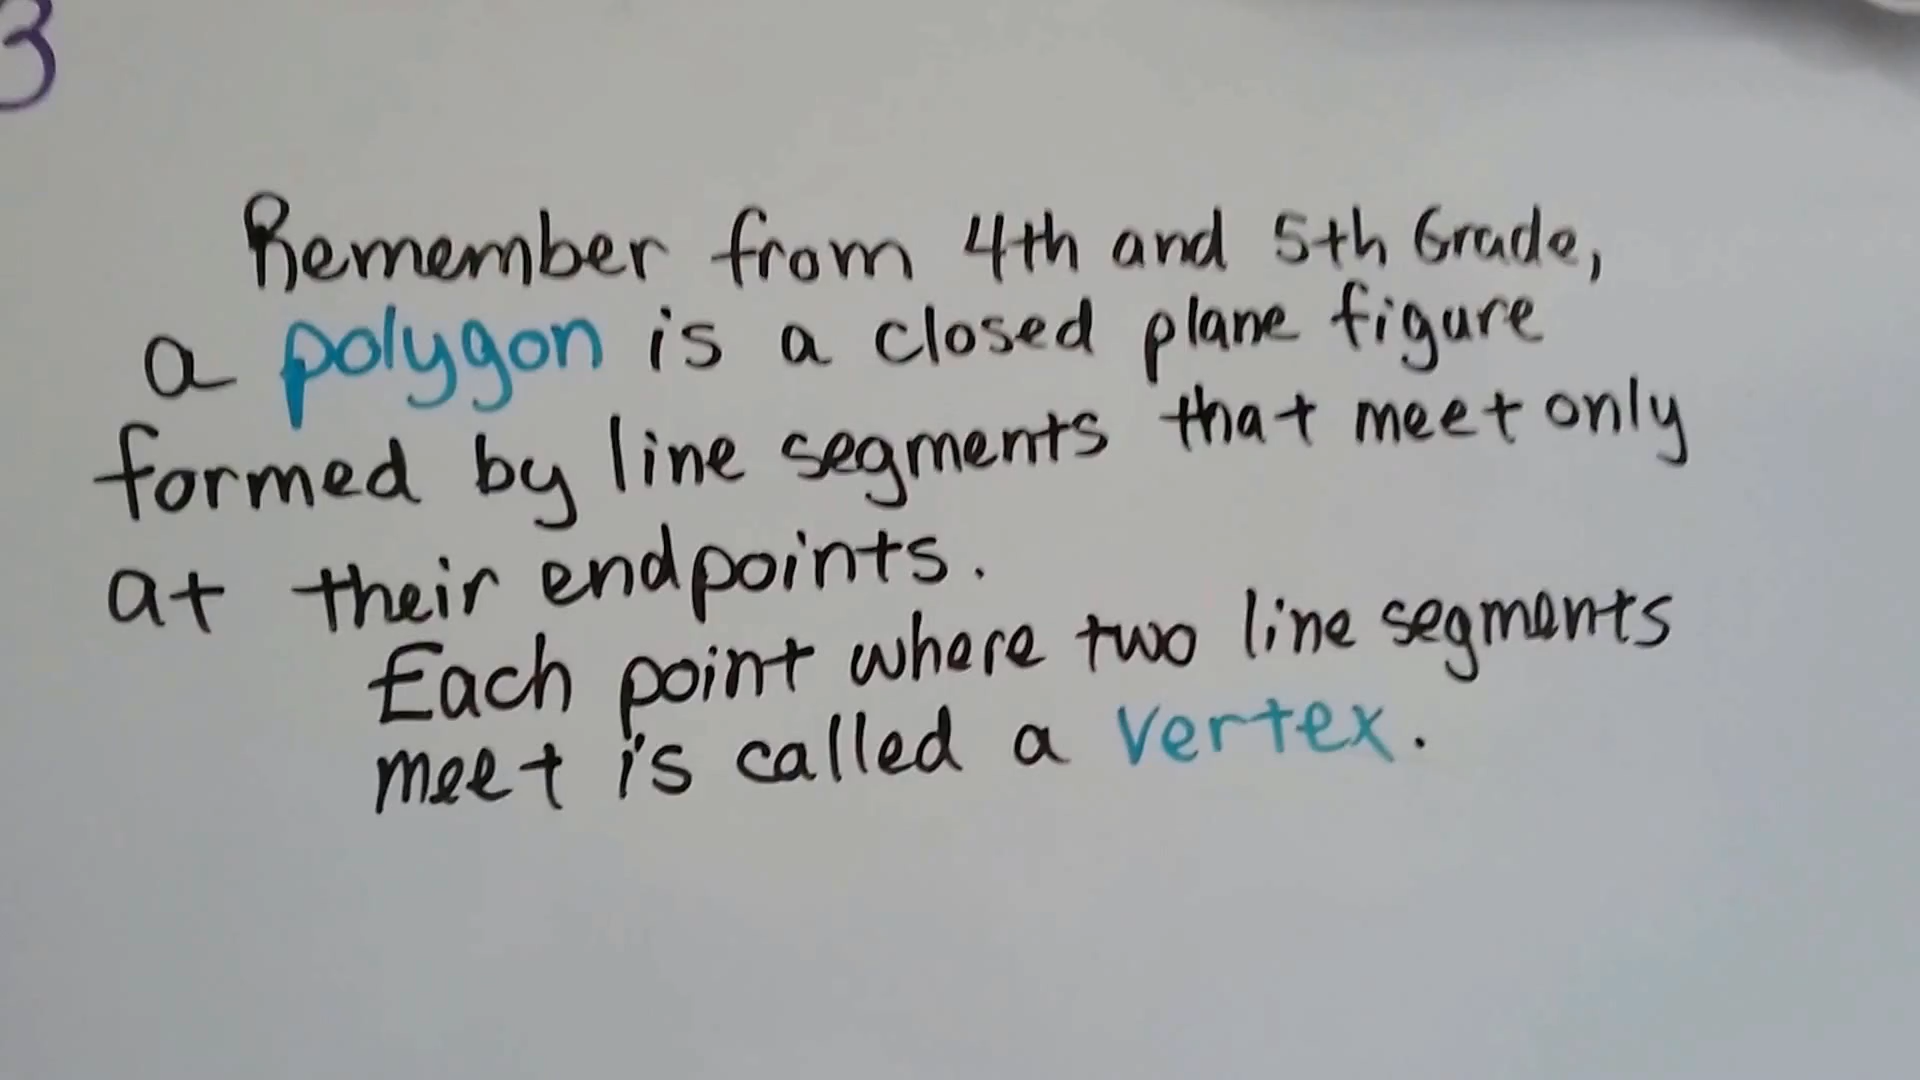 3
Remember from 4th and 5th Grade,
a polygon is a closed plane figure
formed by line segments that meet only
at their endpoints.
Each point where two line segments
meet is called a vertex.